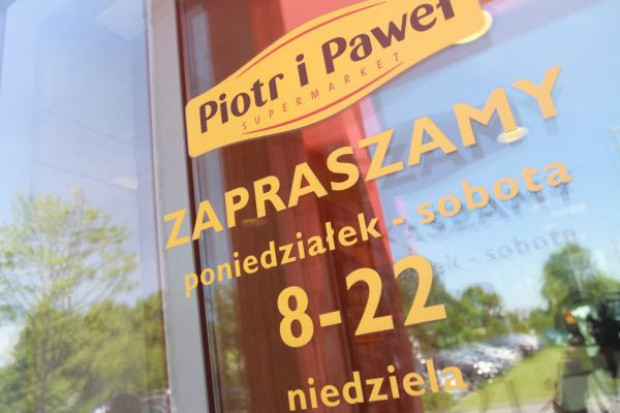 Piotr i Paweł
SUPERMARKET
ZAPRASZAMY
poniedziałek - sobota
8-22
niedziela